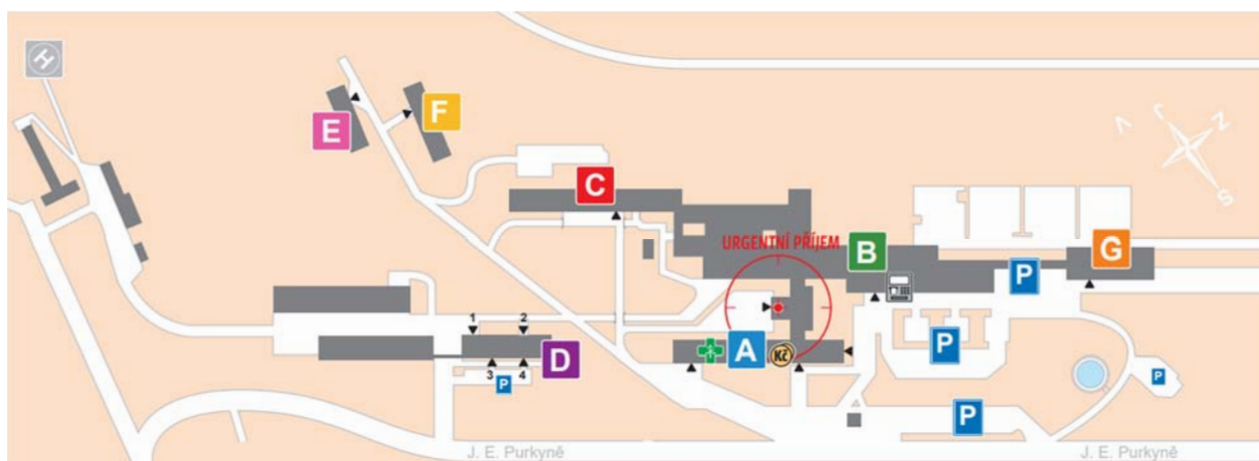 H
J
Z
V
S
F
E
C
URGENTNÍ PŘÍJEM
B
G
P
1
2
A
Kč
D
P
3
4
P
P
P
J. E. Purkyně
J. E. Purkyně